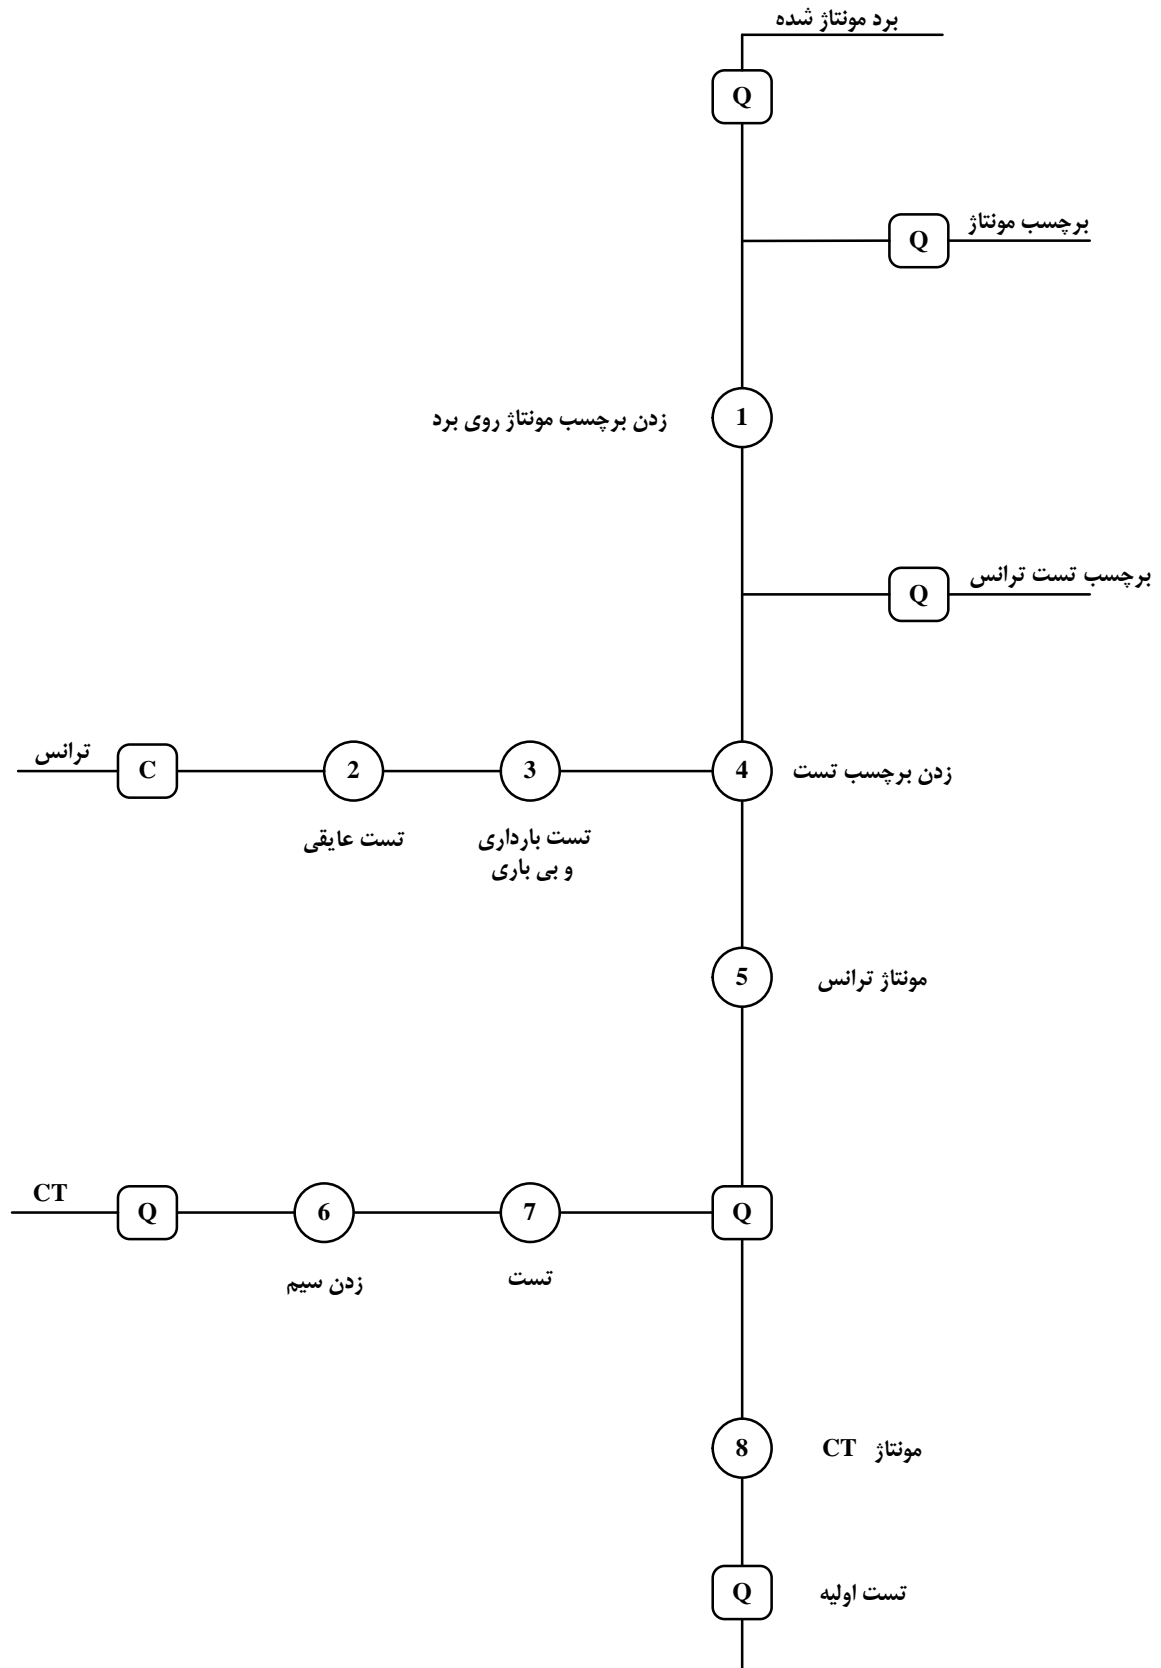 برد مونتاژ شده
Q
برچسب مونتاژ
Q
1
زدن برچسب مونتاژ روی برد
برچسب تست ترانس
Q
ترانس
C
2
3
4
زدن برچسب تست
تست عایقی
تست بارداری
و بی باری
5
مونتاژ ترانس
CT
Q
6
7
Q
زدن سیم
تست
8
مونتاژ CT
Q
تست اولیه